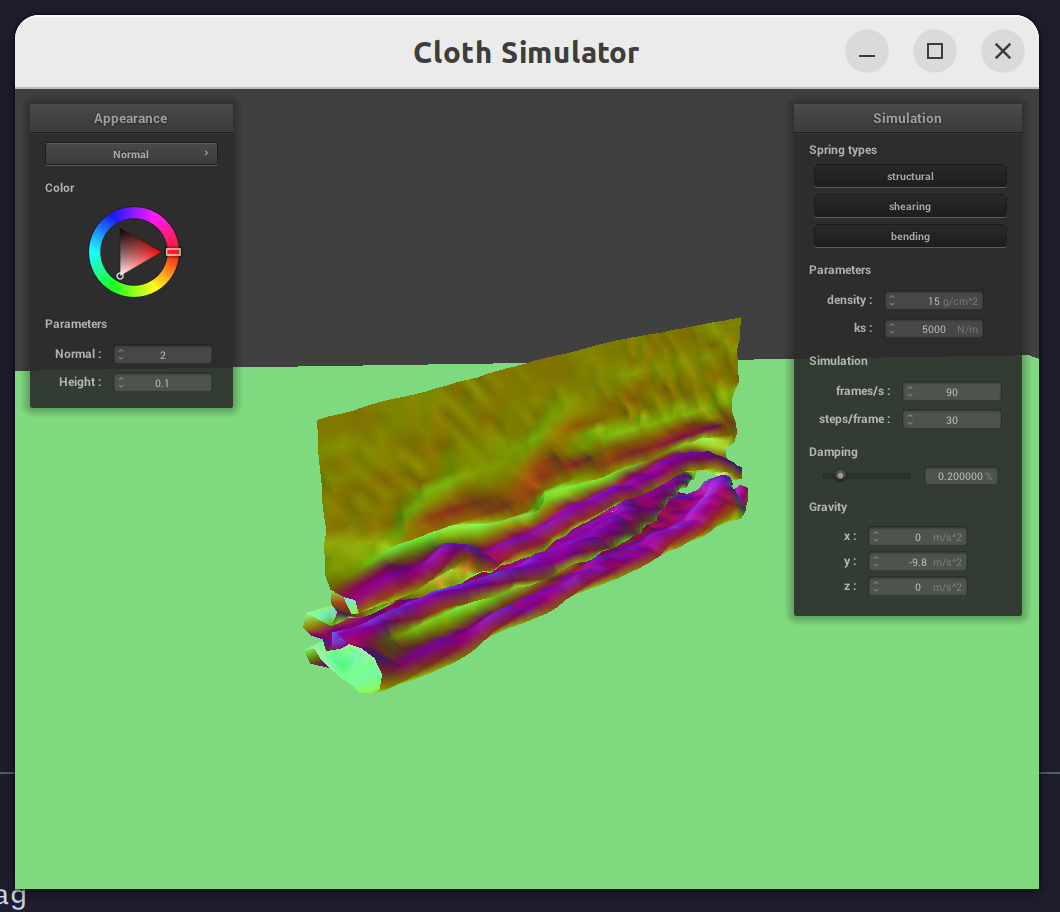 Cloth Simulator
Appearance
Normal
Color
Parameters
Normal : 2
Height : 0.1
Simulation
Spring types
structural
shearing
bending
Parameters
density : 15 g/cm^2
ks : 5000 N/m
Simulation
frames/s : 90
steps/frame : 30
Damping
0.200000 %
Gravity
x : 0 m/s^2
y : -9.8 m/s^2
z : 0 m/s^2
ag